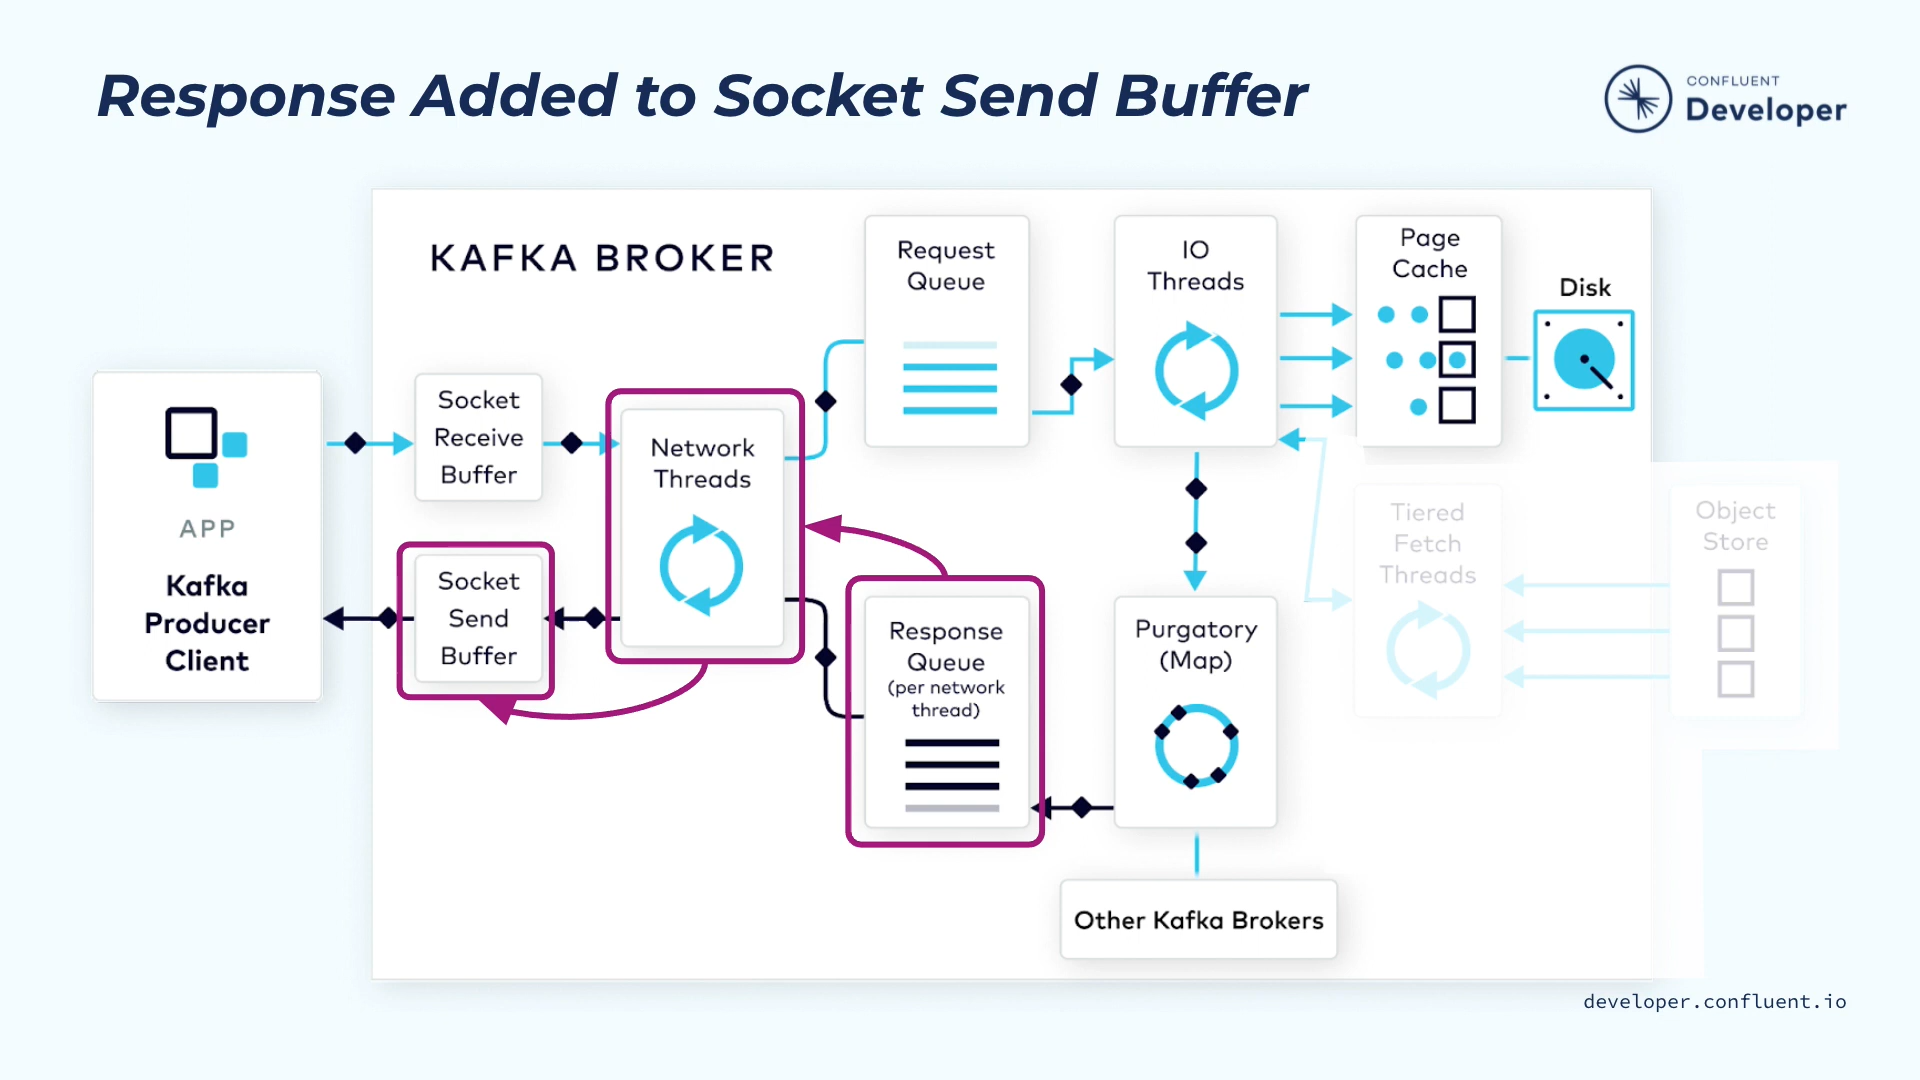 Response Added to Socket Send Buffer
CONFLUENT
Developer
KAFKA BROKER
Request
Queue
IO
Threads
Page
Cache
Disk
APP
Kafka
Producer
Client
Socket
Receive
Buffer
Network
Threads
Socket
Send
Buffer
Response
Queue
(per network
thread)
Purgatory
(Map)
Tiered
Fetch
Threads
Object
Store
Other Kafka Brokers
developer.confluent.io